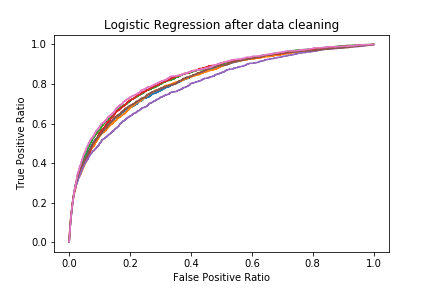 Logistic Regression after data cleaning
1.0
0.8
0.6
0.4
0.2
0.0
True Positive Ratio
0.0 0.2 0.4 0.6 0.8 1.0
False Positive Ratio